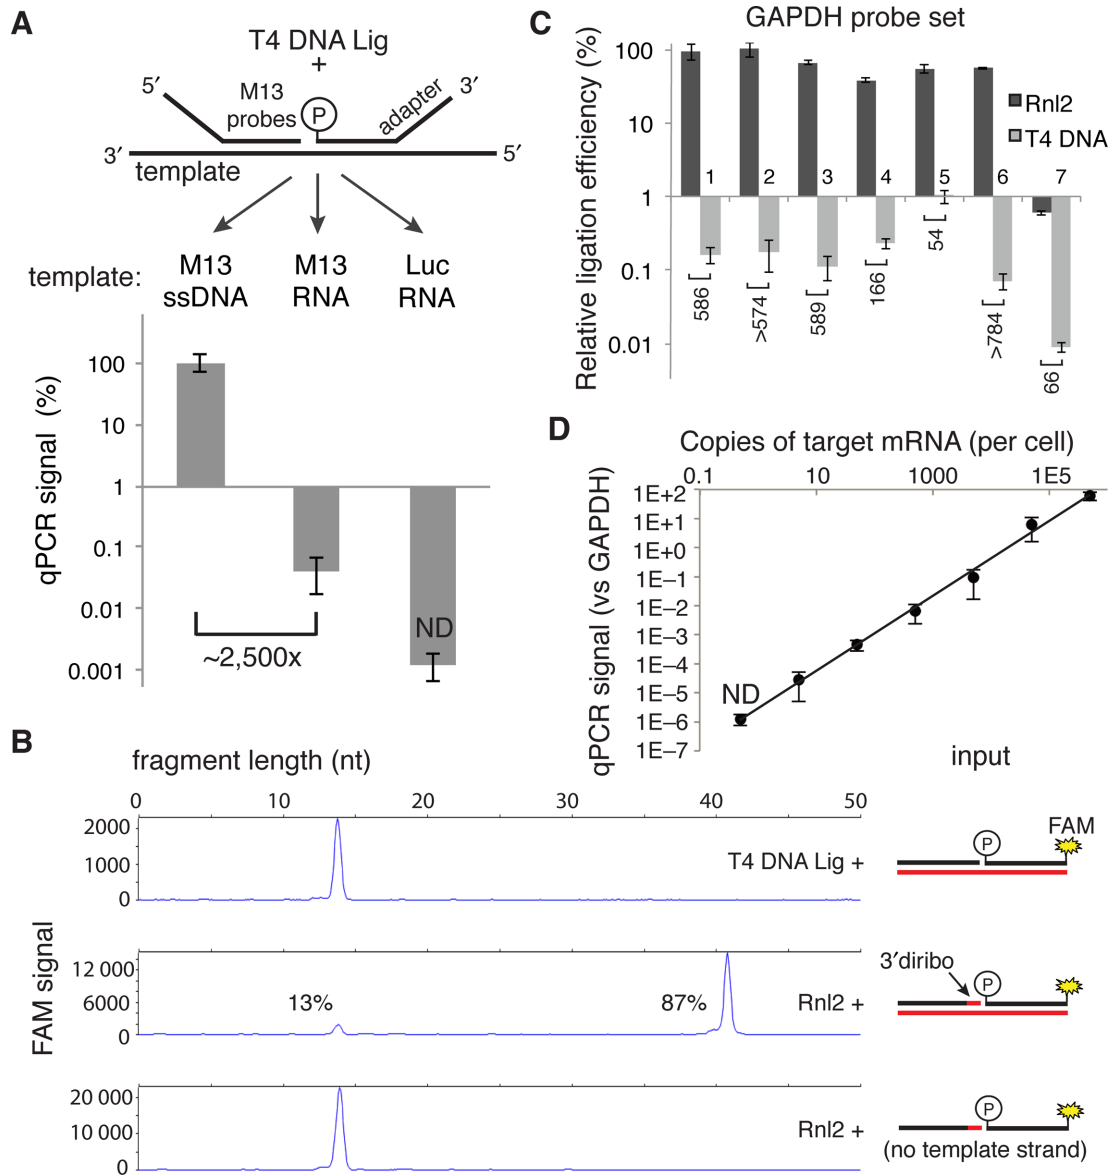 A
T4 DNA Lig
+
5′
M13
probes
P
adapter
3′
3′
template
5′
template:
M13
ssDNA
M13
RNA
Luc
RNA
qPCR signal (%)
100
10
1
0.1
0.01
0.001
~2,500x
ND
B
fragment length (nt)
0 10 20 30 40 50
FAM signal
2000
1000
0
T4 DNA Lig +
P
FAM
12 000
6000
0
13%
87%
Rnl2 +
3′diribo
P
20 000
10 000
0
Rnl2 +
P
(no template strand)
input
C
GAPDH probe set
Relative ligation efficiency (%)
100
10
1
0.1
0.01
Rnl2
T4 DNA
1 2 3 4 5 6 7
586
>574
589
166
54
>784
66
D
Copies of target mRNA (per cell)
0.1 10 1000 1E5
qPCR signal (vs GAPDH)
1E+2
1E+1
1E+0
1E−1
1E−2
1E−3
1E−4
1E−5
1E−6
1E−7
ND